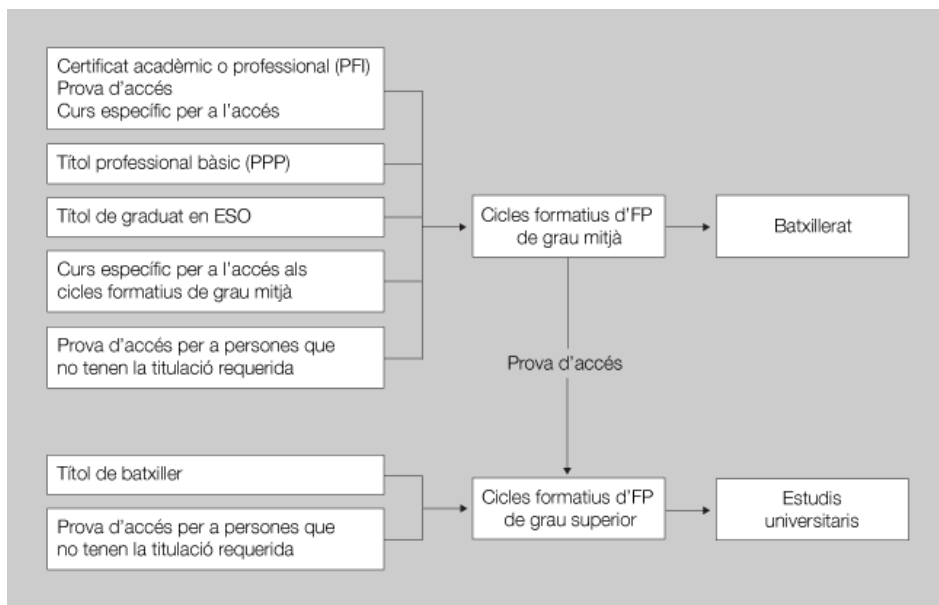 Certificat acadèmic o professional (PFI)
Prova d'accés
Curs específic per a l'accés
Títol professional bàsic (PPP)
Títol de graduat en ESO
Curs específic per a l'accés als
cicles formatius de grau mitjà
Prova d'accés per a persones que
no tenen la titulació requerida
Cicles formatius d'FP
de grau mitjà
Batxillerat
Prova d'accés
Títol de batxiller
Prova d'accés per a persones que
no tenen la titulació requerida
Cicles formatius d'FP
de grau superior
Estudis
universitaris